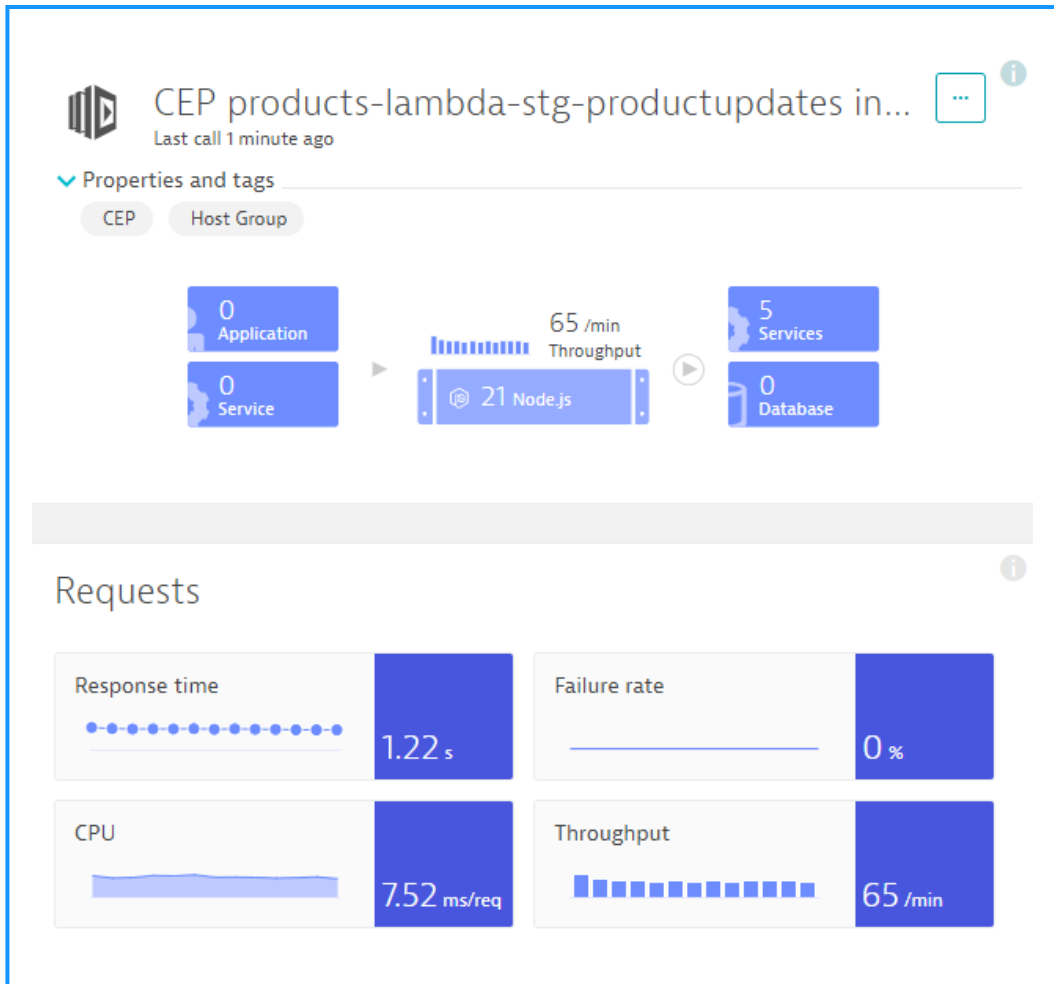 CEP products-lambda-stg-productupdates in...
...
i
Last call 1 minute ago
Properties and tags
CEP
Host Group
0
Application
0
Service
65 /min
Throughput
JS
21 Node.js
5
Services
0
Database
i
Requests
Response time
1.22 s
Failure rate
0 %
CPU
7.52 ms/req
Throughput
65 /min